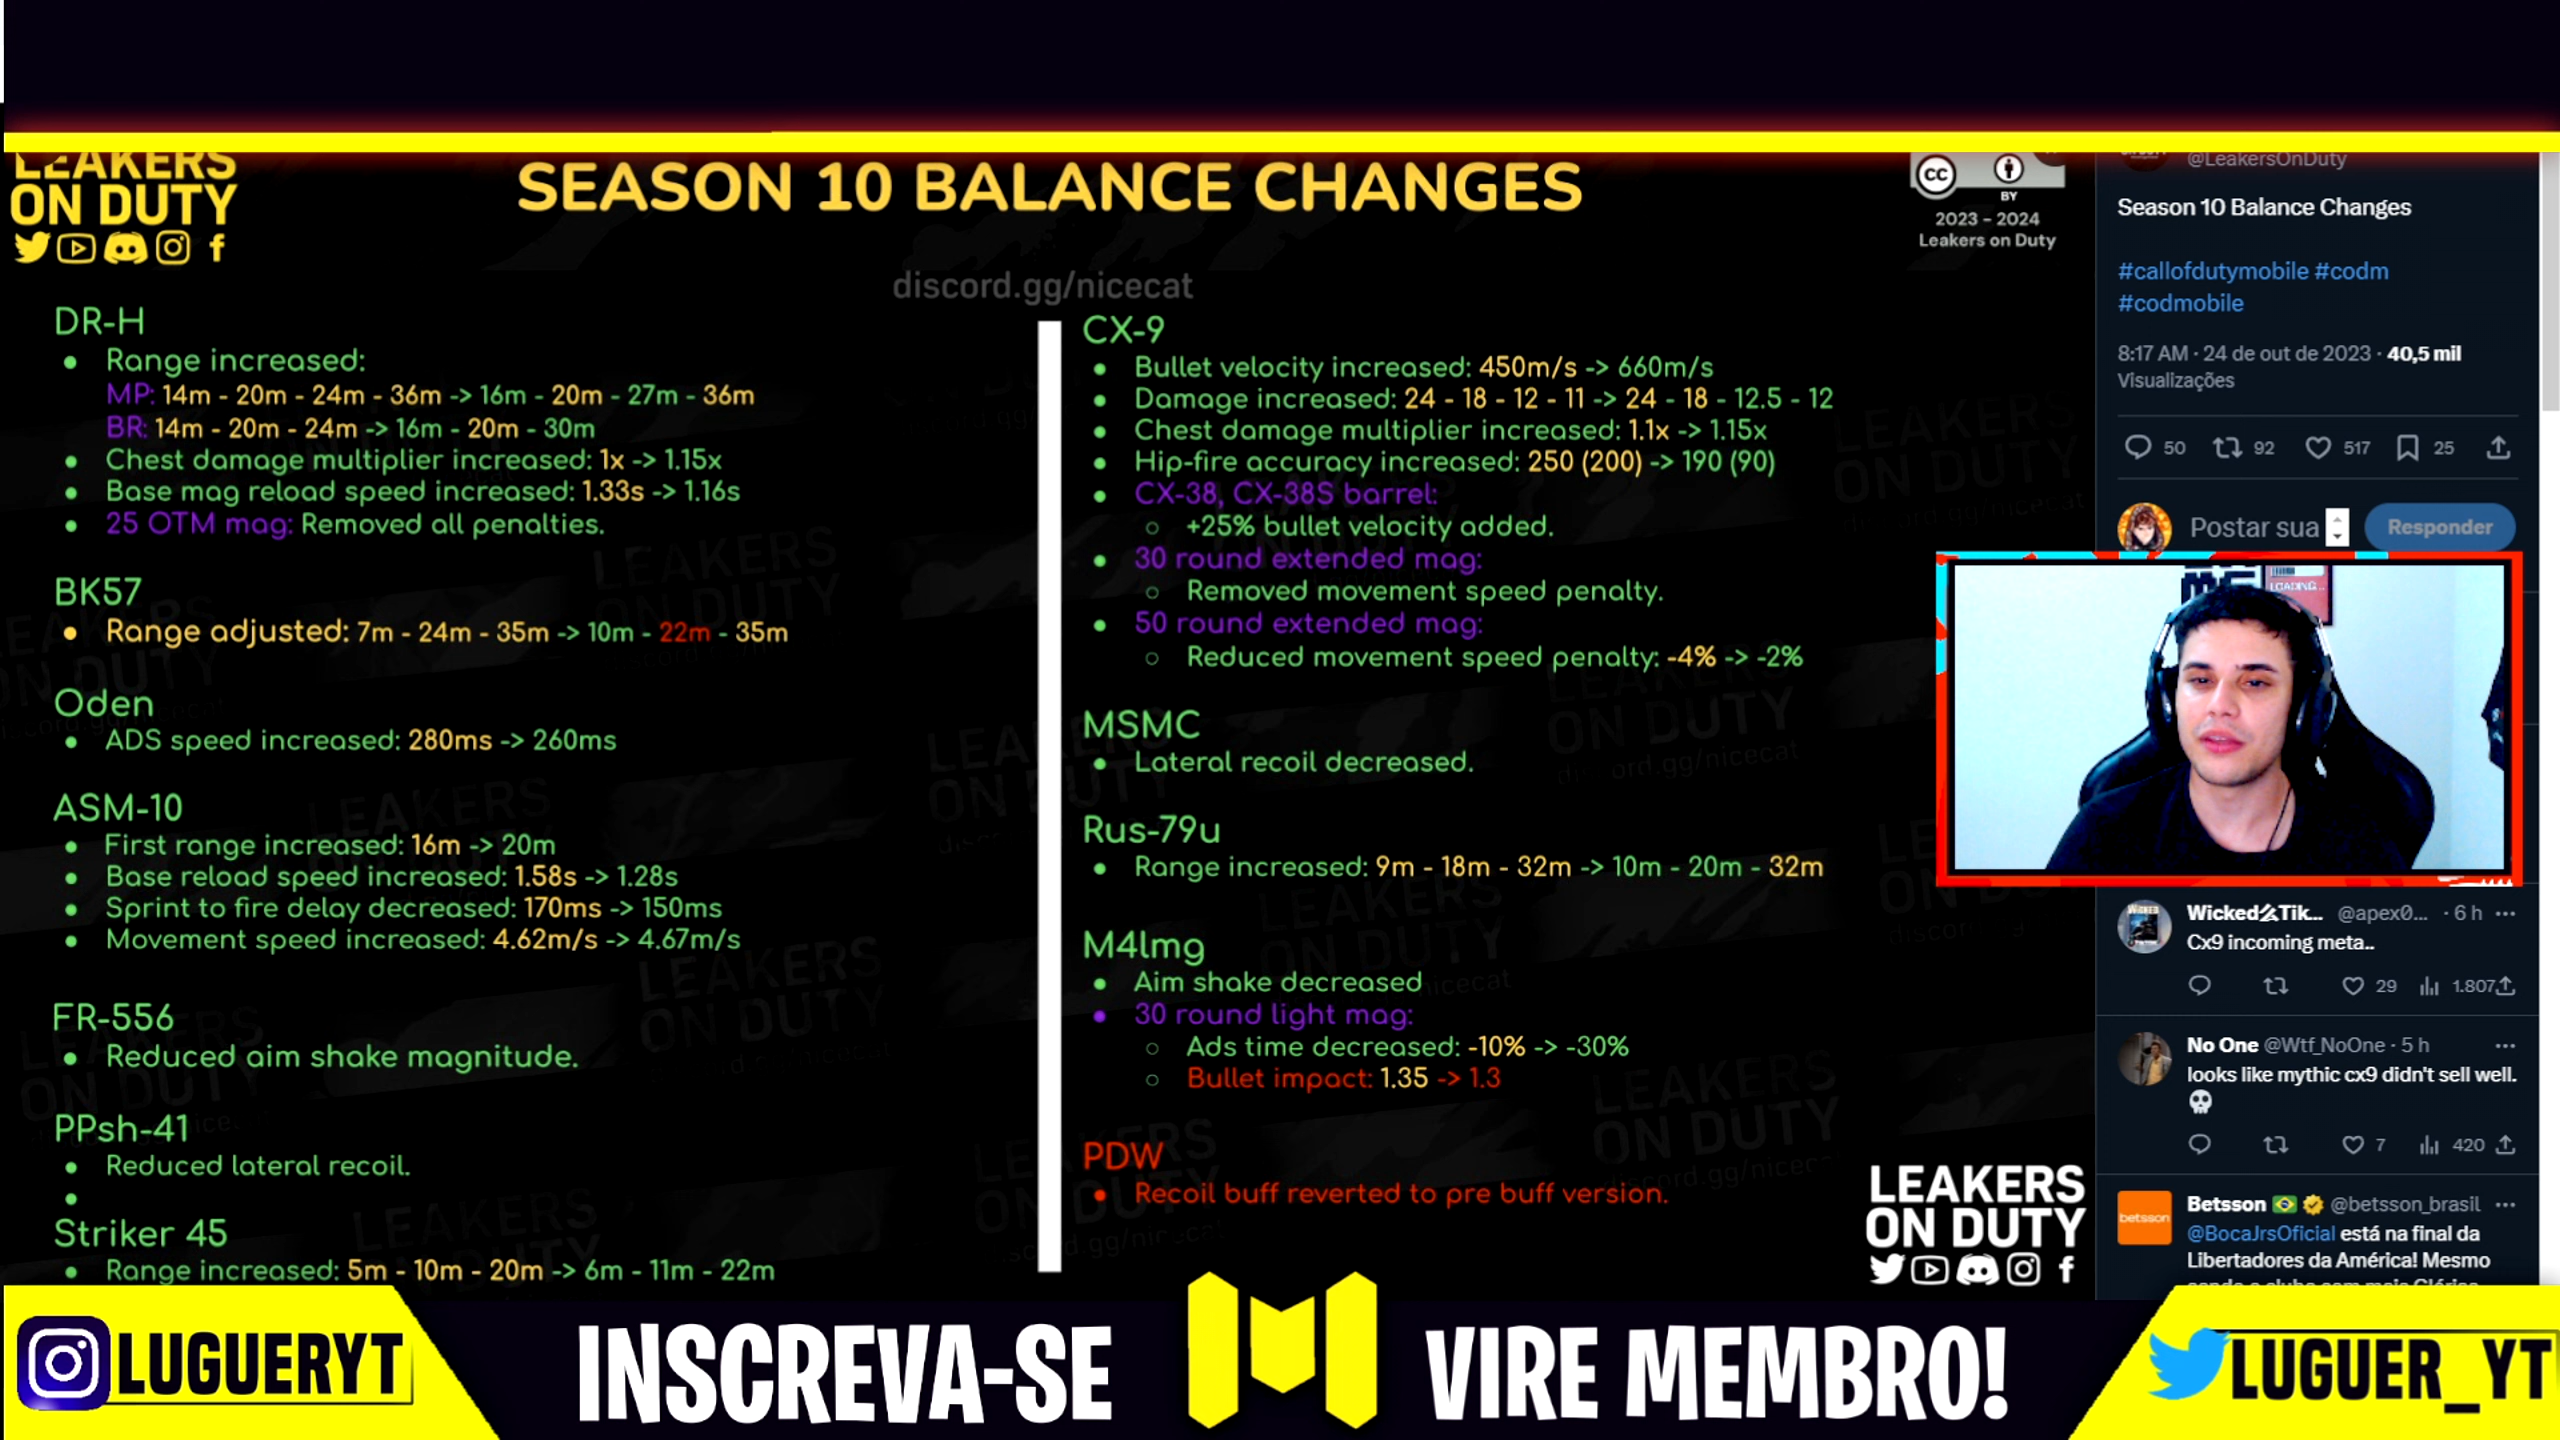 LEAKERS
ON DUTY
SEASON 10 BALANCE CHANGES
CC
BY
2023 - 2024
Leakers on Duty
discord.gg/nicecat
DR-H
Range increased:
MP: 14m - 20m - 24m - 36m -> 16m - 20m - 27m - 36m
BR: 14m - 20m - 24m -> 16m - 20m - 30m
Chest damage multiplier increased: 1x -> 1.15x
Base mag reload speed increased: 1.33s -> 1.16s
25 OTM mag: Removed all penalties.
BK57
Range adjusted: 7m - 24m - 35m -> 10m - 22m - 35m
Oden
ADS speed increased: 280ms -> 260ms
ASM-10
First range increased: 16m -> 20m
Base reload speed increased: 1.58s -> 1.28s
Sprint to fire delay decreased: 170ms -> 150ms
Movement speed increased: 4.62m/s -> 4.67m/s
FR-556
Reduced aim shake magnitude.
PPsh-41
Reduced lateral recoil.
Striker 45
Range increased: 5m - 10m - 20m -> 6m - 11m - 22m
CX-9
Bullet velocity increased: 450m/s -> 660m/s
Damage increased: 24 - 18 - 12 - 11 -> 24 - 18 - 12.5 - 12
Chest damage multiplier increased: 1.1x -> 1.15x
Hip-fire accuracy increased: 250 (200) -> 190 (90)
CX-38, CX-38S barrel:
+25% bullet velocity added.
30 round extended mag:
Removed movement speed penalty.
50 round extended mag:
Reduced movement speed penalty: -4% -> -2%
MSMC
Lateral recoil decreased.
Rus-79u
Range increased: 9m - 18m - 32m -> 10m - 20m - 32m
M4lmg
Aim shake decreased
30 round light mag:
Ads time decreased: -10% -> -30%
Bullet impact: 1.35 -> 1.3
PDW
Recoil buff reverted to pre buff version.
LEAKERS
ON DUTY
@LeakersOnDuty
Season 10 Balance Changes
#callofdutymobile #codm
#codmobile
8:17 AM · 24 de out de 2023 · 40,5 mil
Visualizações
50 92 517 25
Postar sua
Responder
LOADING...
Wicked么Tik... @apex0... · 6 h
Cx9 incoming meta..
29 1.807
No One @Wtf_NoOne · 5 h
looks like mythic cx9 didn't sell well.
7 420
betsson
Betsson @betsson_brasil
@BocaJrsOficial está na final da
Libertadores da América! Mesmo
LUGUERYT
INSCREVA-SE
VIRE MEMBRO!
LUGUER_YT